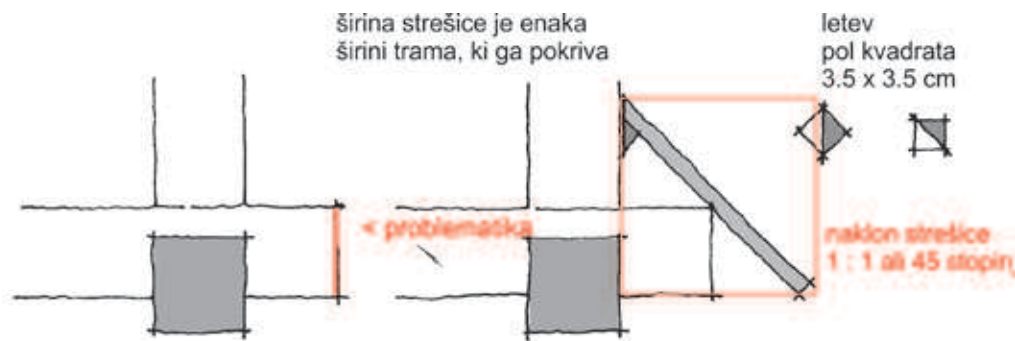 širina strešice je enaka
širini trama, ki ga pokriva
letev
pol kvadrata
3.5 x 3.5 cm
< problematika
naklon strešice
1 : 1 ali 45 stopinj